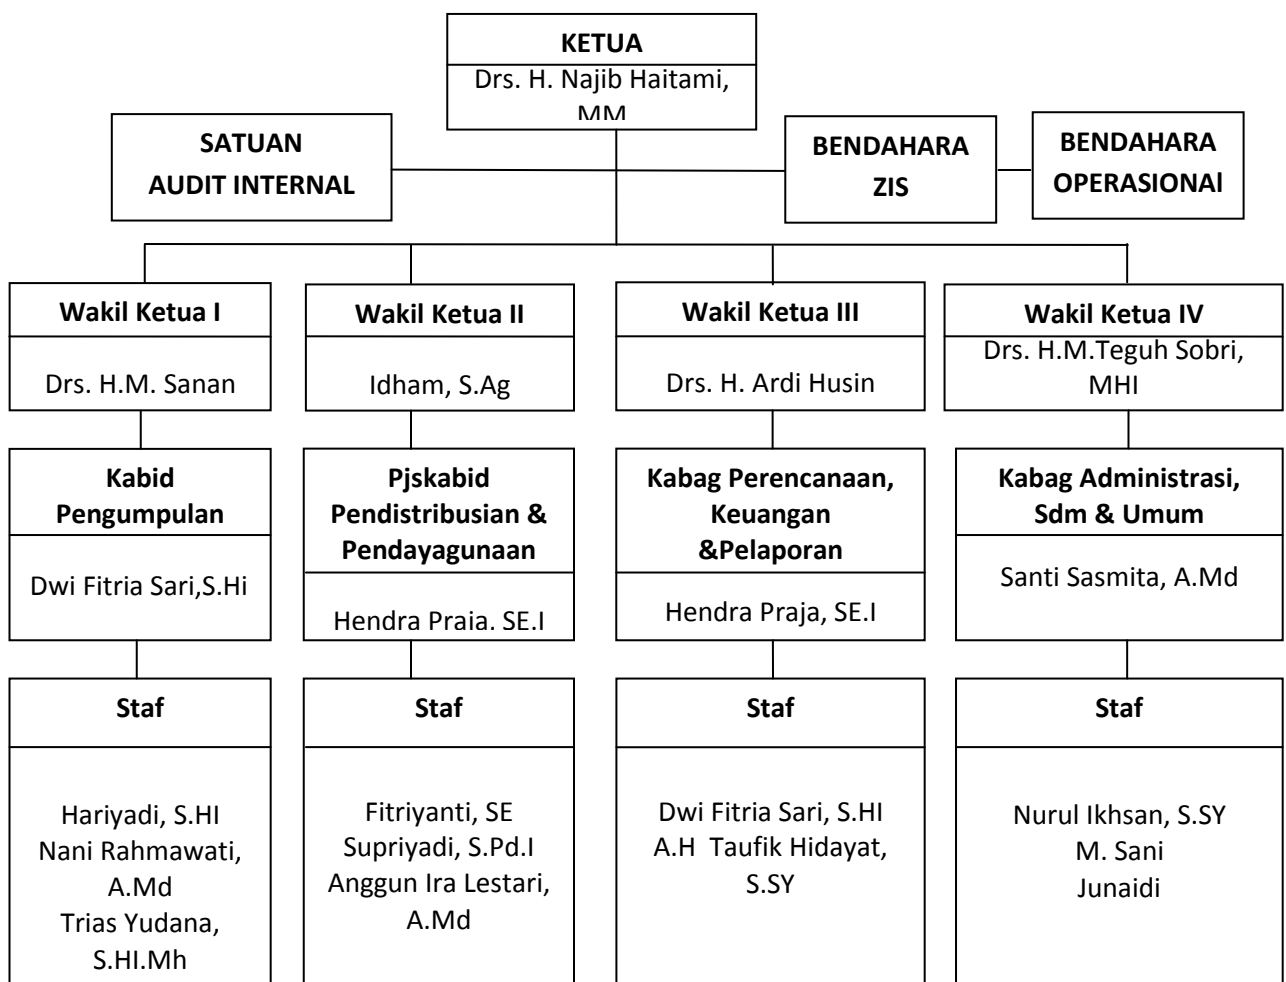 KETUA
Drs. H. Najib Haitami,
MM
SATUAN
AUDIT INTERNAL
BENDAHARA
ZIS
BENDAHARA
OPERASIONAl
Wakil Ketua I
Drs. H.M. Sanan
Wakil Ketua II
Idham, S.Ag
Wakil Ketua III
Drs. H. Ardi Husin
Wakil Ketua IV
Drs. H.M.Teguh Sobri,
MHI
Kabid
Pengumpulan
Dwi Fitria Sari,S.Hi
Pjskabid
Pendistribusian &
Pendayagunaan
Hendra Praja. SE.I
Kabag Perencanaan,
Keuangan
&Pelaporan
Hendra Praja, SE.I
Kabag Administrasi,
Sdm & Umum
Santi Sasmita, A.Md
Staf
Hariyadi, S.HI
Nani Rahmawati,
A.Md
Trias Yudana,
S.HI.Mh
Staf
Fitriyanti, SE
Supriyadi, S.Pd.I
Anggun Ira Lestari,
A.Md
Staf
Dwi Fitria Sari, S.HI
A.H  Taufik Hidayat,
S.SY
Staf
Nurul Ikhsan, S.SY
M. Sani
Junaidi